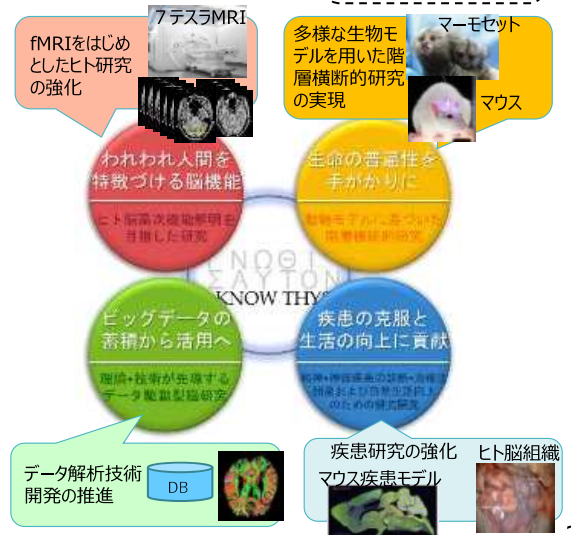 fMRIをはじめ
としたヒト研究
の強化
７テスラMRI
多様な生物モ
デルを用いた階
層横断的研究
の実現
マーモセット
マウス
われわれ人間を
特徴づける脳機能
ヒト脳高次機能解明を
目指した研究
生命の普遍性を
手がかりに
動物モデルに基づいた
階層横断的研究
ΓΝΩΘΙ
ΣΑΥΤΟΝ
KNOW THYS
ビッグデータの
蓄積から活用へ
理論+技術が先導する
データ駆動型脳研究
疾患の克服と
生活の向上に貢献
のための研究開発
データ解析技術
開発の推進
DB
疾患研究の強化
マウス疾患モデル
ヒト脳組織